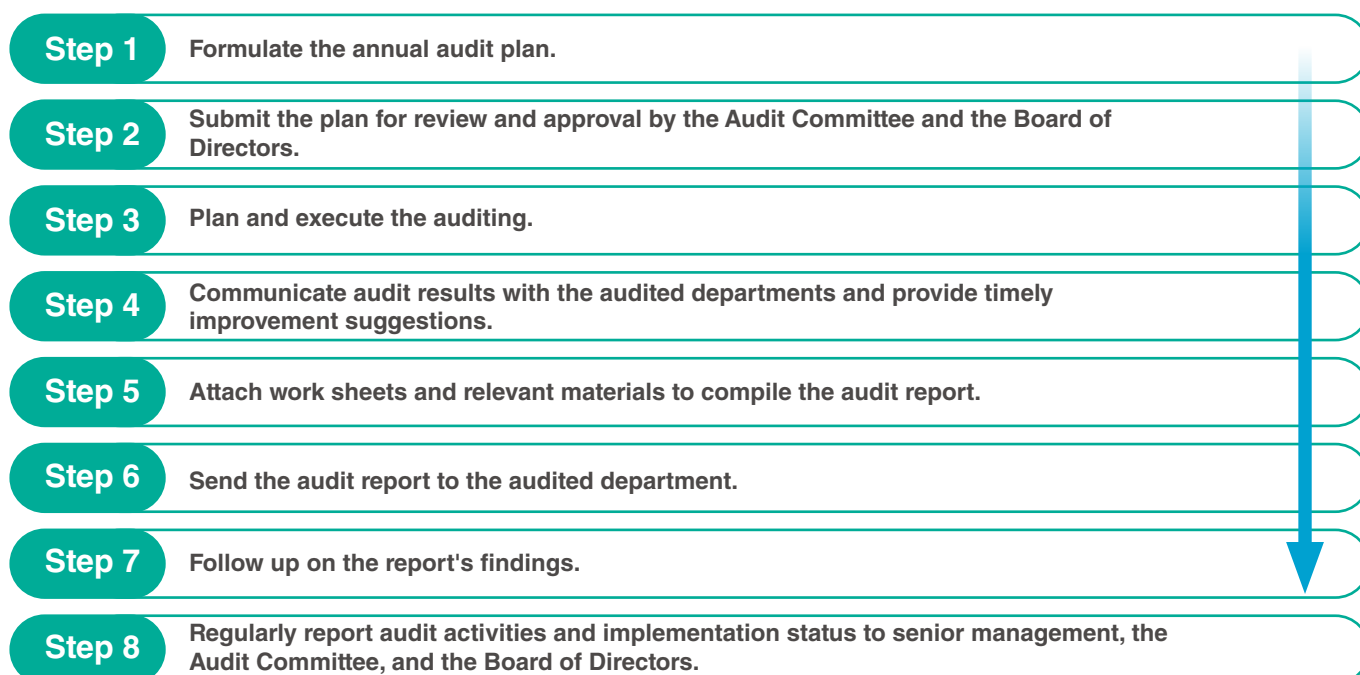 Step 1
Formulate the annual audit plan.
Step 2
Submit the plan for review and approval by the Audit Committee and the Board of
Directors.
Step 3
Plan and execute the auditing.
Step 4
Communicate audit results with the audited departments and provide timely
improvement suggestions.
Step 5
Attach work sheets and relevant materials to compile the audit report.
Step 6
Send the audit report to the audited department.
Step 7
Follow up on the report's findings.
Step 8
Regularly report audit activities and implementation status to senior management, the
Audit Committee, and the Board of Directors.